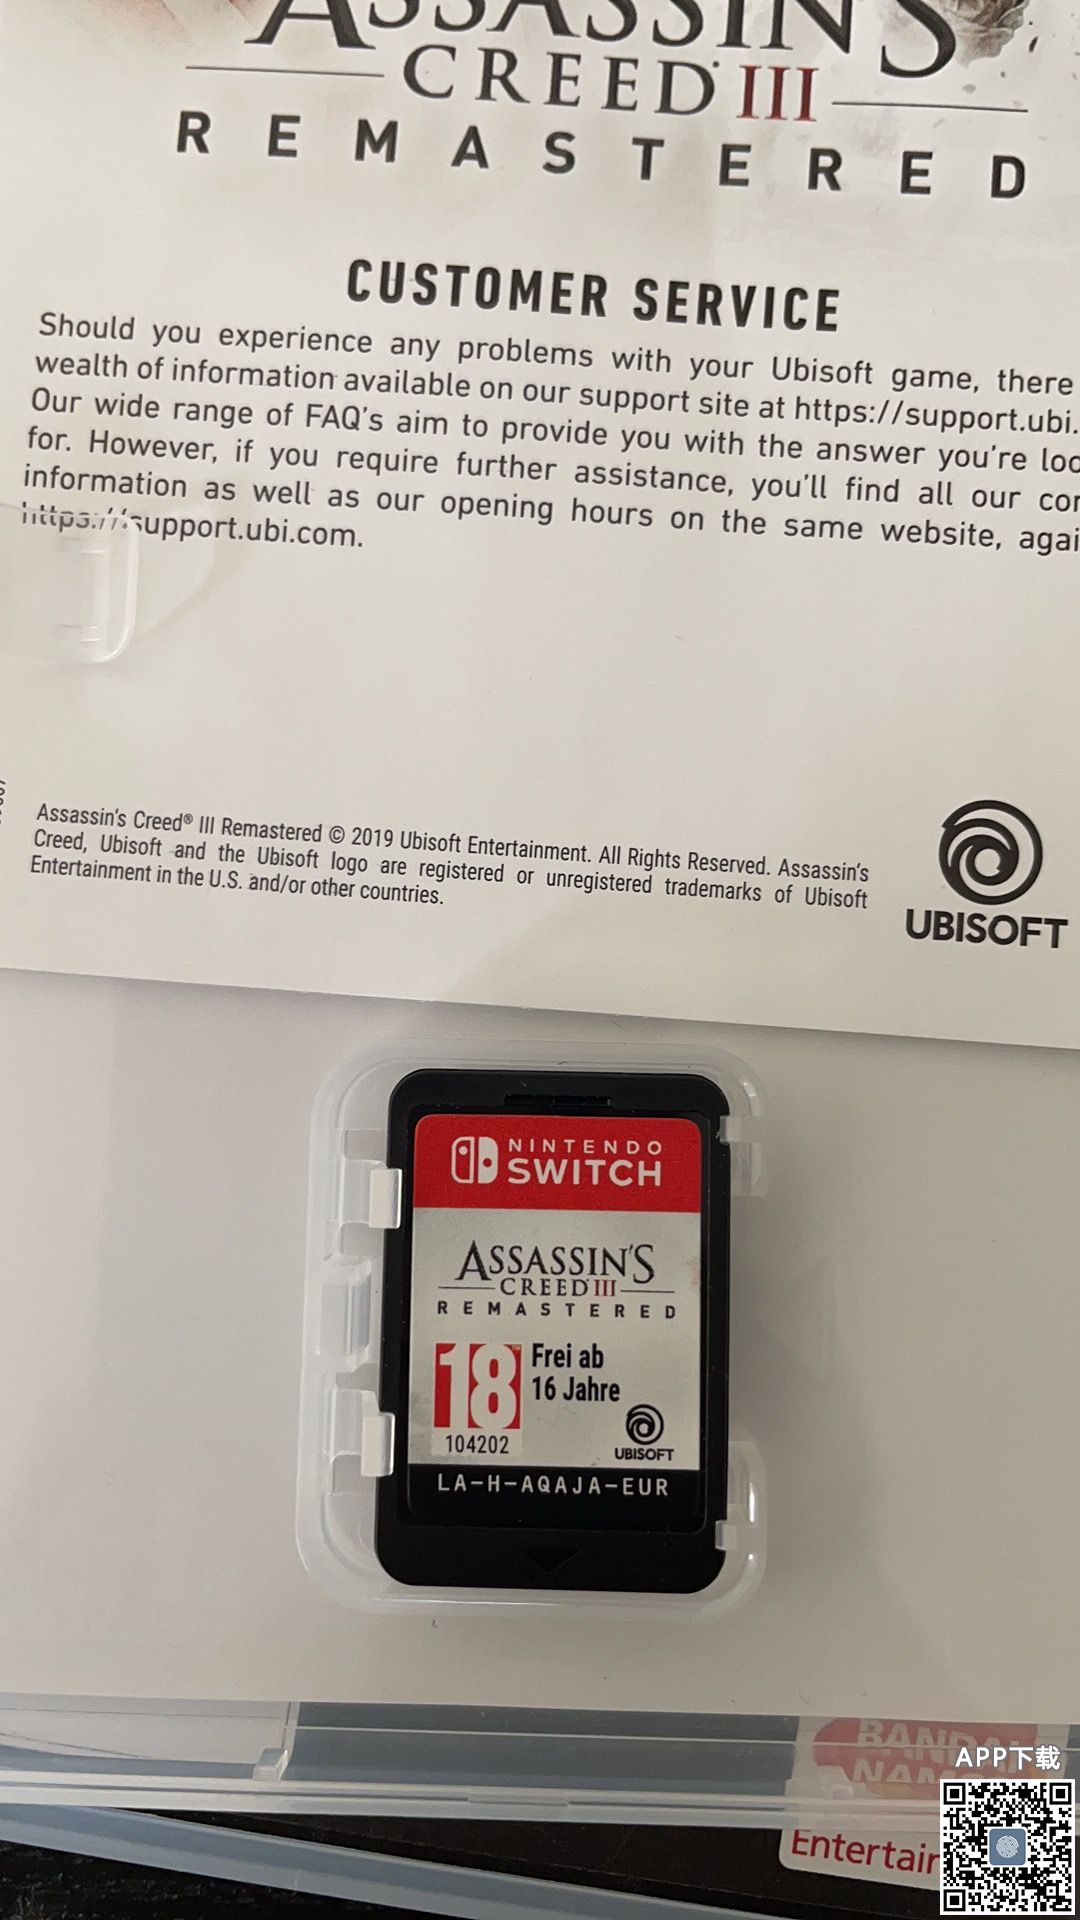 ASSASSIN'S
CREED III
REMASTERED
CUSTOMER SERVICE
Should you experience any problems with your Ubisoft game, there
wealth of information available on our support site at https://support.ubi.
Our wide range of FAQ's aim to provide you with the answer you're
for. However, if you require further assistance, you'll find all our
information as well as our opening hours on the same website,
https://support.ubi.com.
Assassin's Creed® III Remastered © 2019 Ubisoft Entertainment. All Rights Reserved. Assassin's
Creed, Ubisoft and the Ubisoft logo are registered or unregistered trademarks of Ubisoft
Entertainment in the U.S. and/or other countries.
UBISOFT
NINTENDO
SWITCH
ASSASSIN'S
CREED III
REMASTERED
18™ Frei ab
16 Jahre
104202
UBISOFT
LA-H-AQAJA-EUR
BANDAI
NAMCO
APP下载